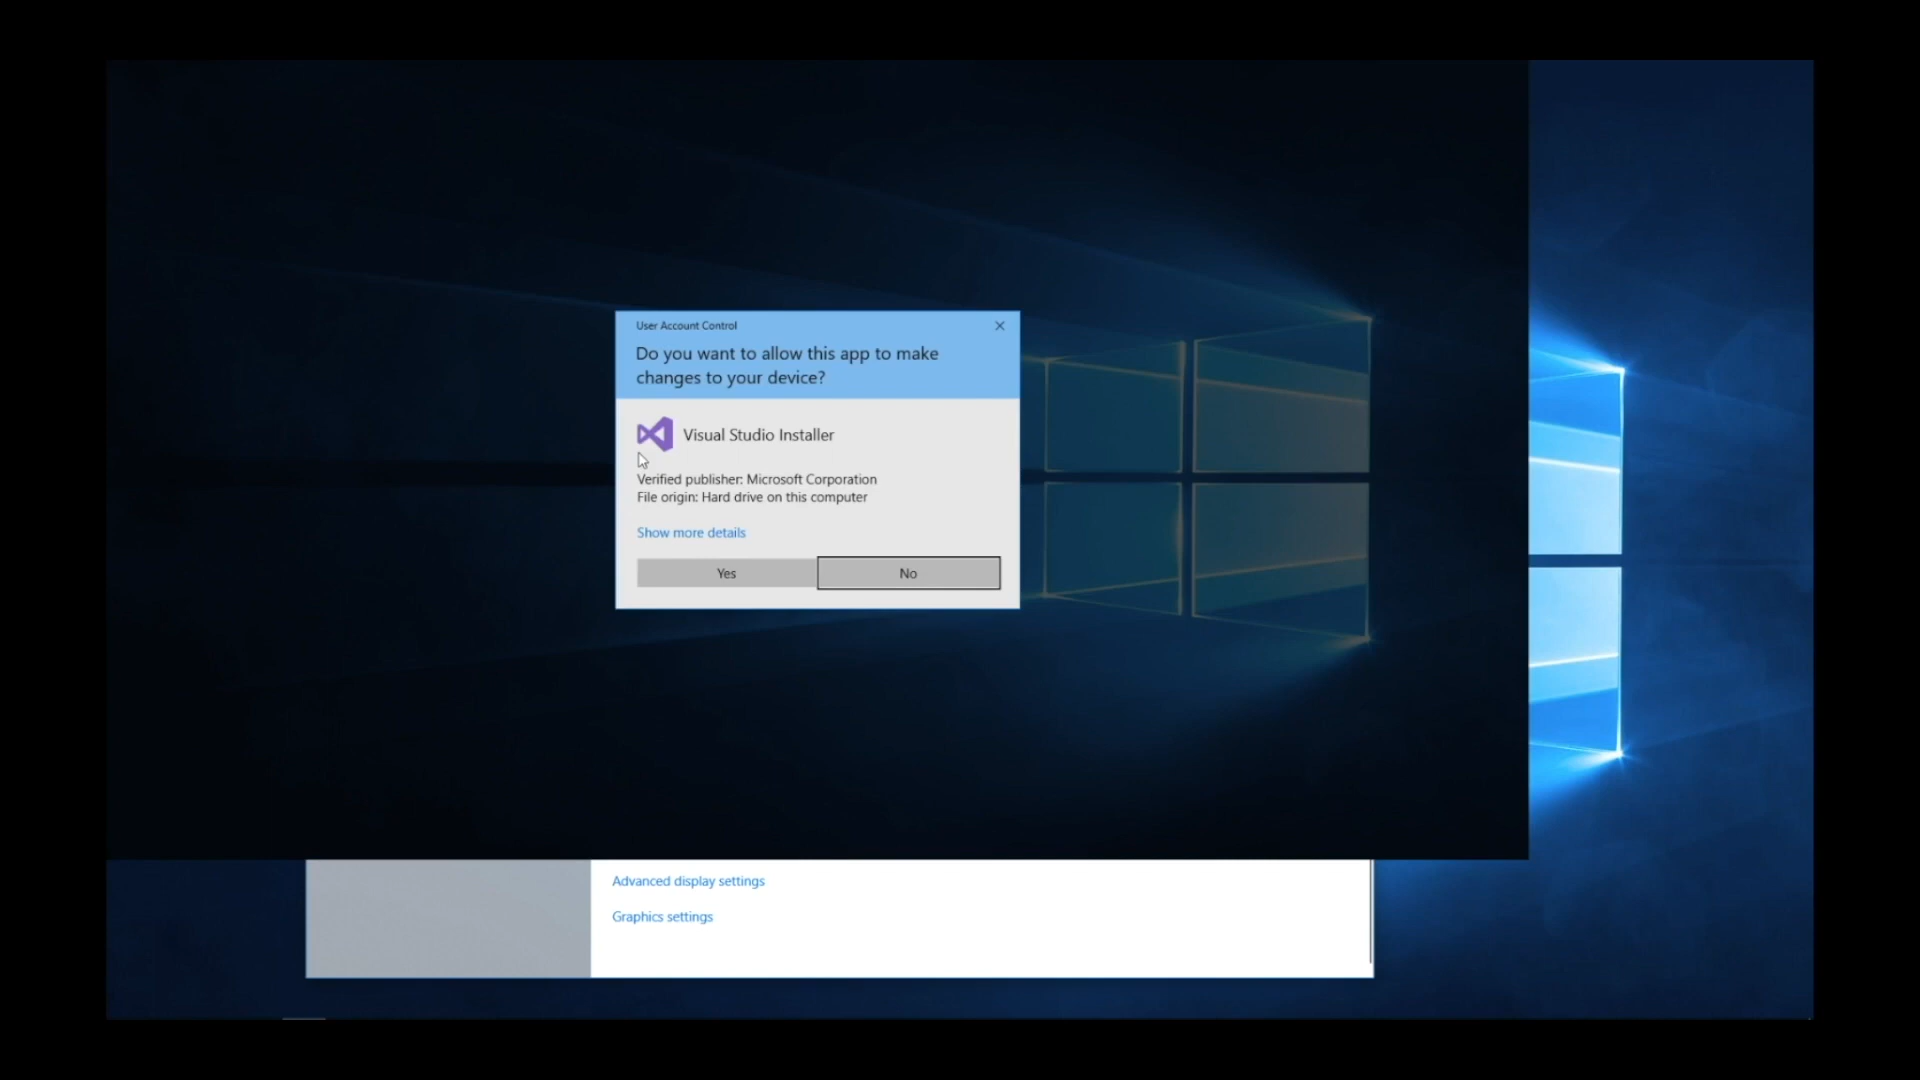 User Account Control
Do you want to allow this app to make
changes to your device?
Visual Studio Installer
Verified publisher: Microsoft Corporation
File origin: Hard drive on this computer
Show more details
Yes No
Advanced display settings
Graphics settings